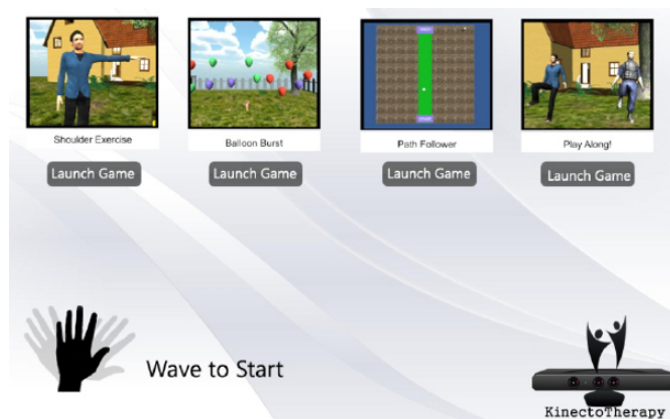 Shoulder Exercise
Balloon Burst
Path Follower
Play Along!
Launch Game
Launch Game
Launch Game
Launch Game
Wave to Start
KinectoTherapy